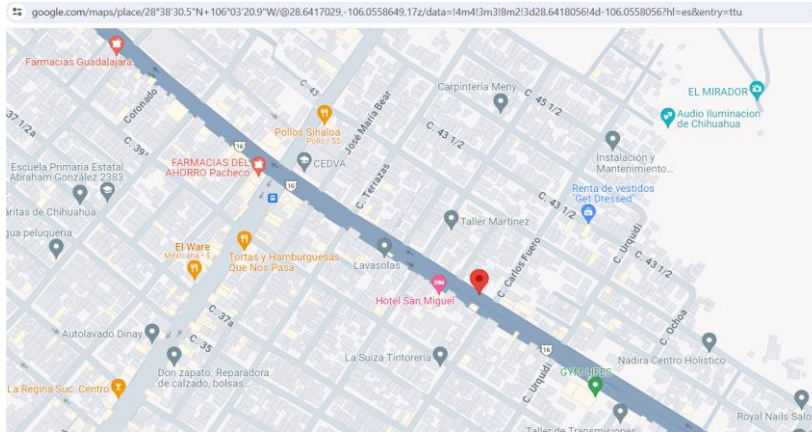 google.com/maps/place/28°38'30.5"N+106°03'20.9"W/@28.6417029,-106.0558649,17z/data=!4m4!3m3!8m2!3d28.6418056!4d-106.0558056?hl=es&entry=ttu
Farmacias Guadalajara
C. 43
Carpintería Meny
EL MIRADOR
C. 45 1/2
Audio Iluminacion
de Chihuahua
Coronado
José María Bear
Pollos Sinaloa
Pollo • $$
37 1/2a
C. 39ª
C. 43 1/2
16
FARMACIAS DEL
AHORRO Pacheco
CEDVA
Instalación y
Mantenimiento...
Escuela Primaria Estatal
Abraham González 2383
C. Terrazas
Renta de vestidos
"Get Dressed"
áritas de Chihuahua
gua peluqueria
C. 43 1/2
Taller Martinez
C. Urquidi
El Ware
Mexicana • $
Tortas y Hamburguesas
Que Nos Pasa
Lavasolas
C. Carlos Fuero
C. 43 1/2
Hotel San Miguel
C. 37a
C. Ochoa
Autolavado Dinay
C. 35
La Suiza Tintoreria
16
Nadira Centro Holistico
Don zapato. Reparadora
de calzado, bolsas...
C. Urquidi
GYM LIFES
La Regina Suc. Centro
Royal Nails Salo
Taller de Transmisiones